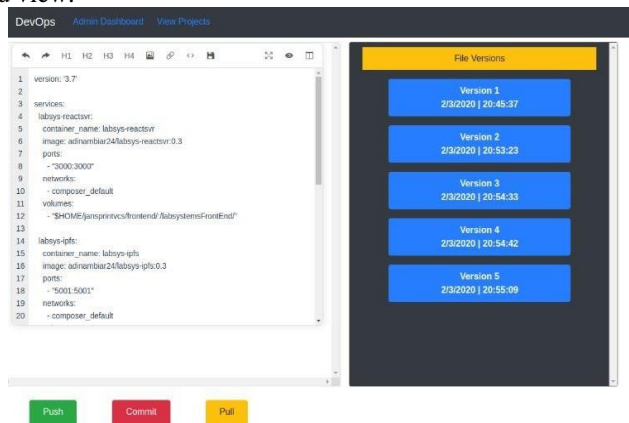 a view.
DevOps Admin Dashboard View Projects
H1 H2 H3 H4
1 version: '3.7'
2
3 services:
4 labsys-react:
5 container_name: labsys-reactsvr
6 image: adinambiar24/labsys-reactsvr:0.3
7 ports:
8 - "3000:3000"
9 networks:
10 - composer_default
11 volumes:
12 - "$HOME/jansprintvcs/frontend/:/labsystemsFrontEnd/"
13
14 labsys-ipfs:
15 container_name: labsys-ipfs
16 image: adinambiar24/labsys-ipfs:0.3
17 ports:
18 - "5001:5001"
19 networks:
20 - composer_default
File Versions
Version 1
2/3/2020 | 20:45:37
Version 2
2/3/2020 | 20:53:23
Version 3
2/3/2020 | 20:54:33
Version 4
2/3/2020 | 20:54:42
Version 5
2/3/2020 | 20:55:09
Push Commit Pull